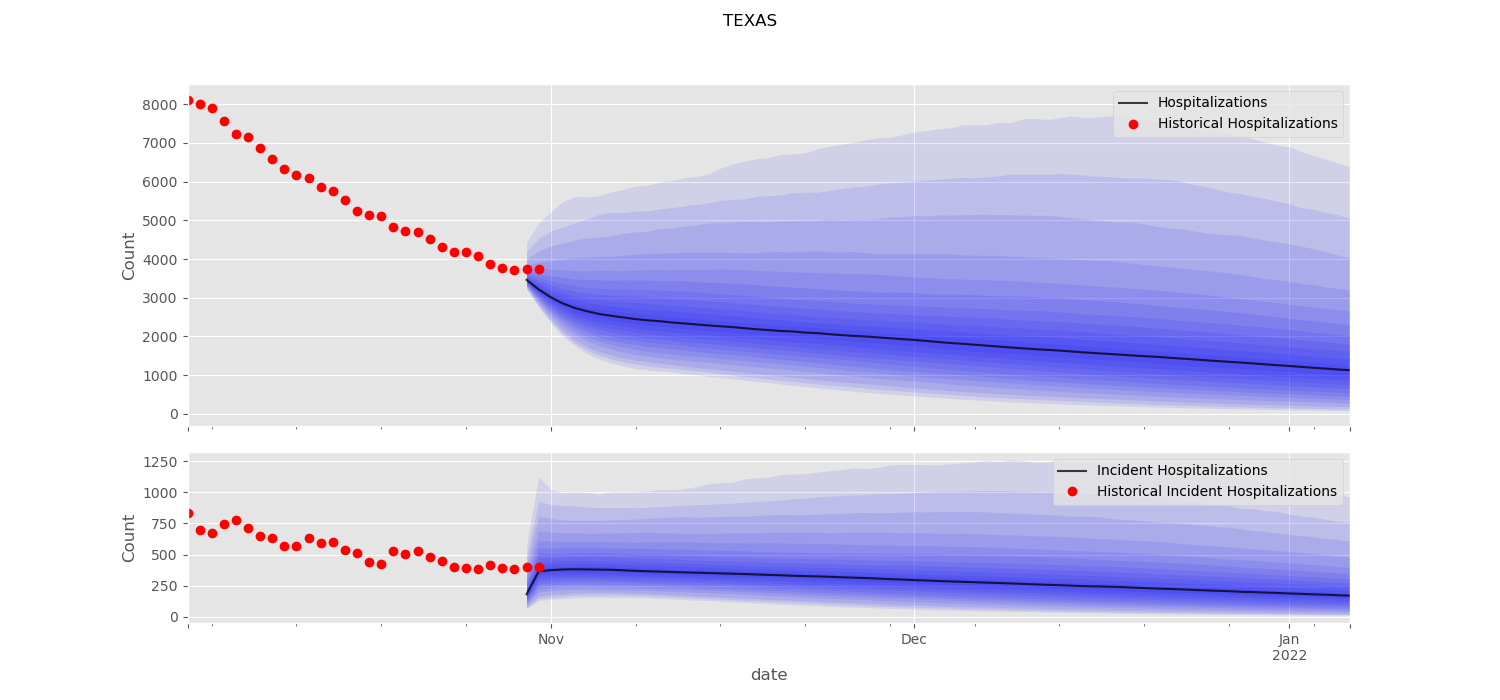 TEXAS
8000
7000
6000
5000
4000
3000
2000
1000
0
Count
Hospitalizations
Historical Hospitalizations
1250
1000
750
500
250
0
Count
Incident Hospitalizations
Historical Incident Hospitalizations
Nov
Dec
Jan
2022
date